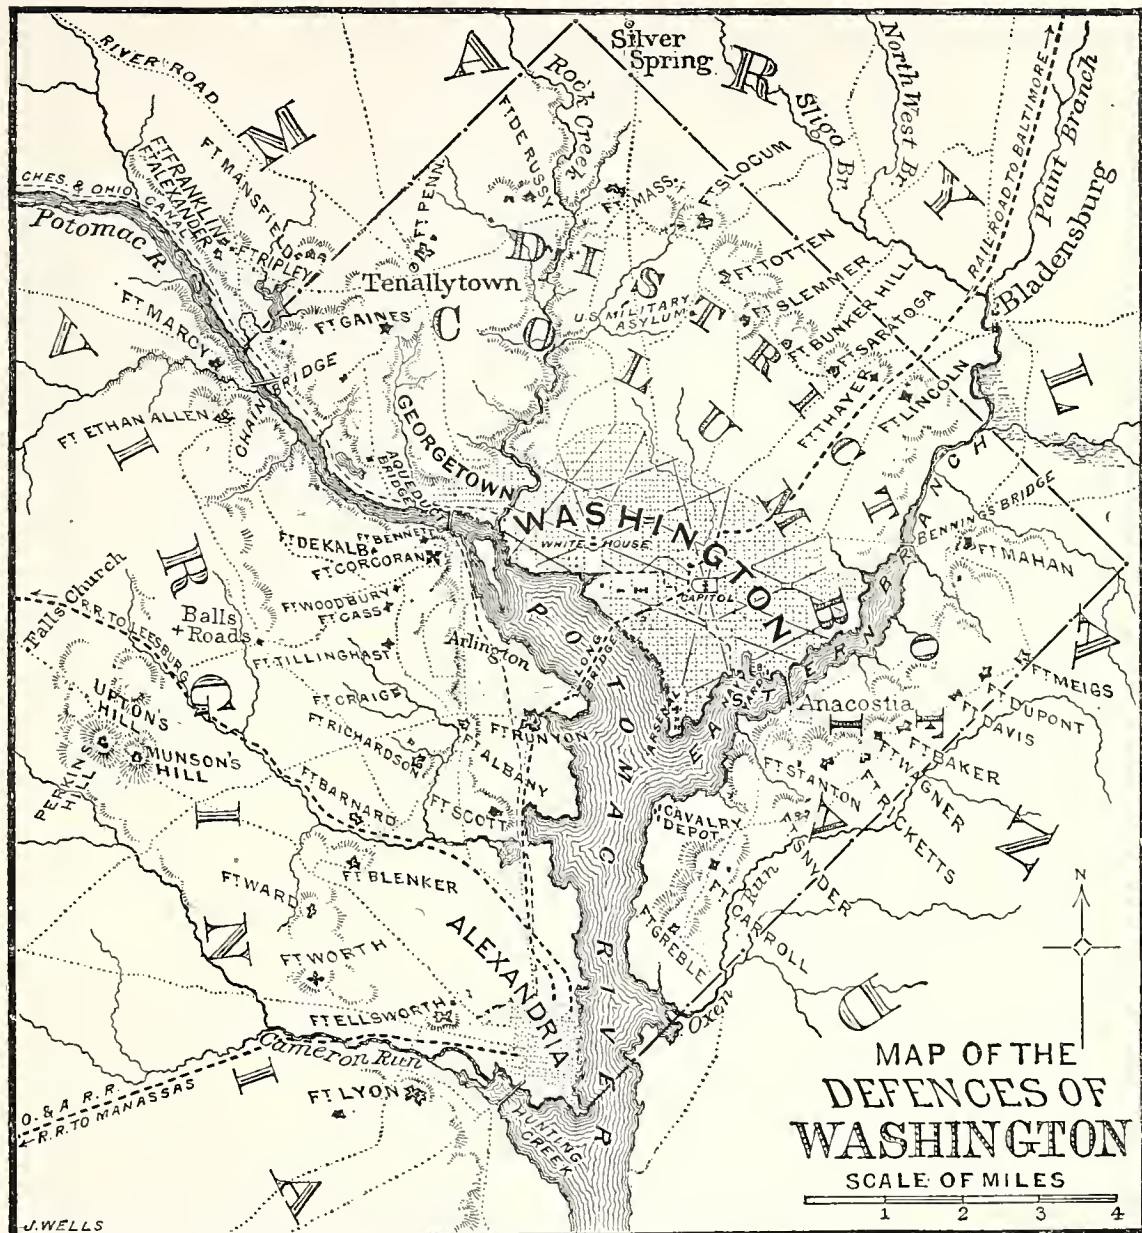 MARYLAND
VIRGINIA
DISTRICT
COLUMBIA
RIVER ROAD
Silver
Spring
Rock Creek
Sligo Br.
North West Br.
RAILROAD TO BALTIMORE
Paint Branch
Bladensburg
CHES & OHIO CANAL
Potomac R.
FT. FRANKLIN
FT. ALEXANDER
FT. RIPLEY
FT. MANSFIELD
FT. PENN.
FT. DE RUSSY
FT. MASS.
FT. SLOCUM
FT. TOTTEN
FT. SLEMMER
FT. BUNKER HILL
FT. SARATOGA
FT. THAYER
FT. LINCOLN
Tenallytown
U.S. MILITARY
ASYLUM
FT. GAINES
FT. MARCY
CHAIN BRIDGE
FT. ETHAN ALLEN
GEORGETOWN
AQUEDUCT
BRIDGE
WASHINGTON
WHITE-HOUSE
CAPITOL
BENNINGS BRIDGE
FT. MAHAN
EASTERN BRANCH
FT. BENNET
FT. DEKALB
FT. CORCORAN
FT. WOODBURY
FT. CASS
FT. TILLINGHAST
Arlington
LONG
BRIDGE
ARSENAL
Falls Church
R.R. TO LEESBURG
Balls
Roads
UPTON'S
HILL
MUNSON'S
HILL
PERKINS
HILL
FT. CRAIGE
FT. RICHARDSON
FT. ALBANY
FT. RUNYON
FT. BARNARD
FT. SCOTT
POTOMAC RIVER
Anacostia
FT. MEIGS
FT. DUPONT
FT. DAVIS
FT. BAKER
FT. WAGNER
FT. RICKETTS
FT. STANTON
FT. SNYDER
CAVALRY
DEPOT
FT. CARROLL
FT. GREBLE
Oxen Run
FT. BLENKER
FT. WARD
FT. WORTH
ALEXANDRIA
FT. ELLSWORTH
Cameron Run
FT. LYON
HUNTING
CREEK
O. & A. R. R.
R.R. TO MANASSAS
N
MAP OF THE
DEFENCES OF
WASHINGTON
SCALE OF MILES
1 2 3 4
J. WELLS